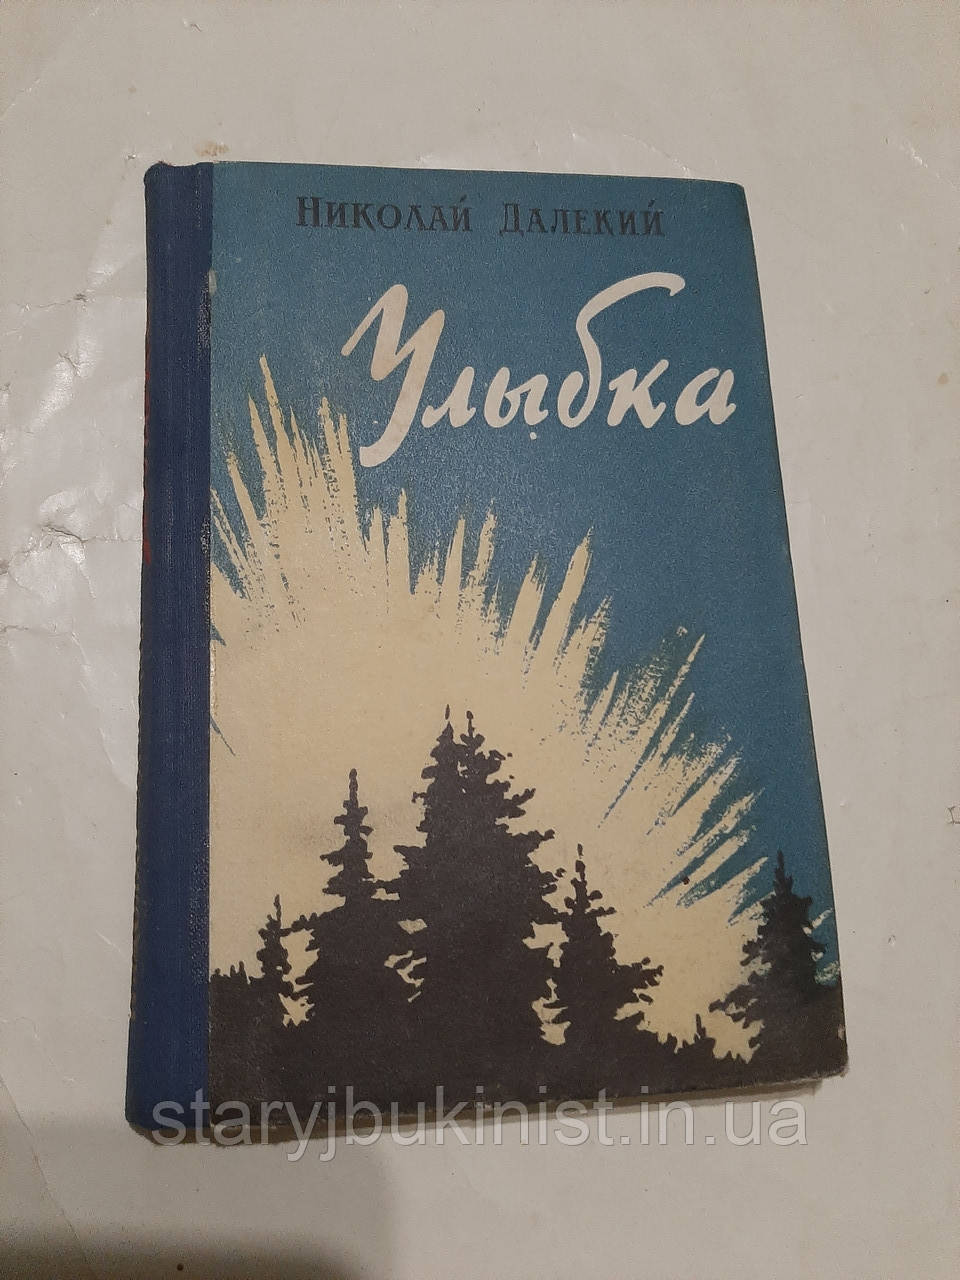 Николай Далекий
Улыбка
staryjbukinist.in.ua